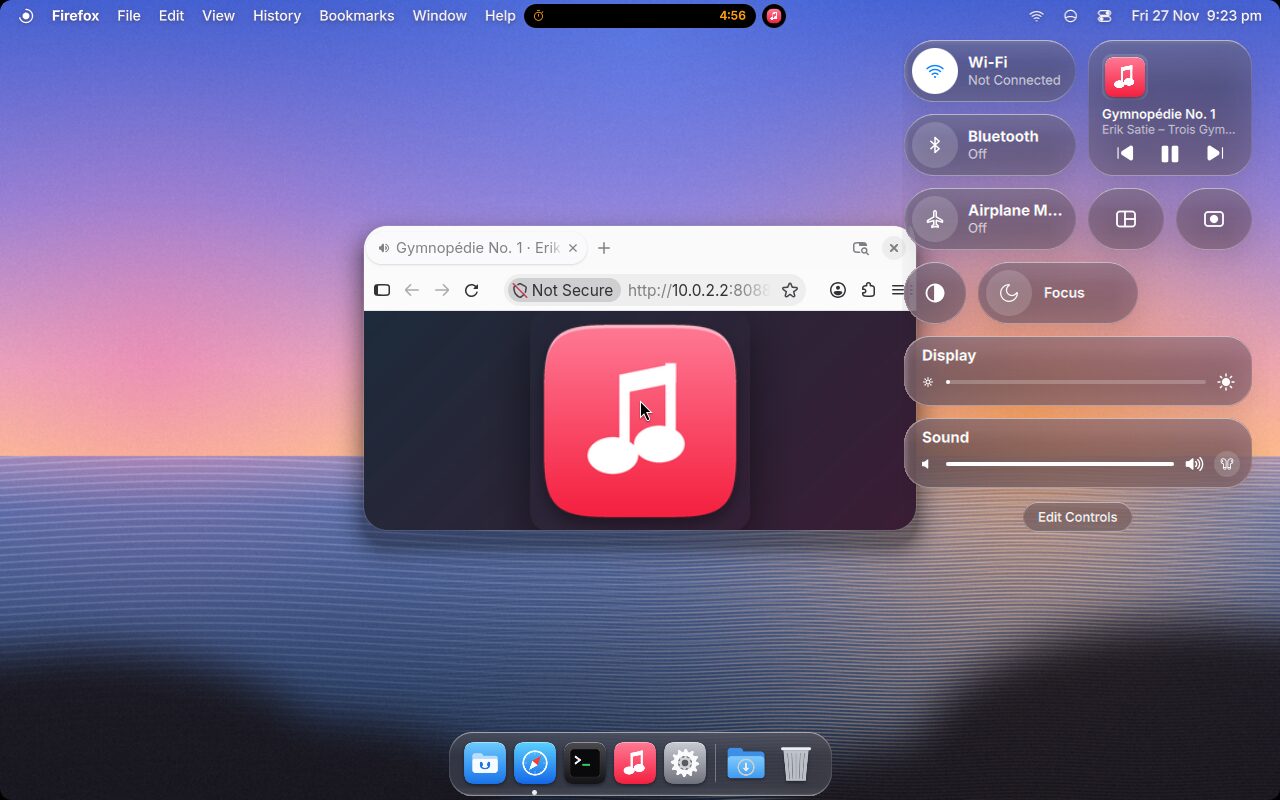 Firefox File Edit View History Bookmarks Window Help 4:56 Fri 27 Nov 9:23 pm
Wi-Fi
Not Connected
Gymnopédie No. 1
Erik Satie – Trois Gym...
Bluetooth
Off
Airplane M...
Off
Gymnopédie No. 1 · Erik
Not Secure http://10.0.2.2:8088
Focus
Display
Sound
Edit Controls